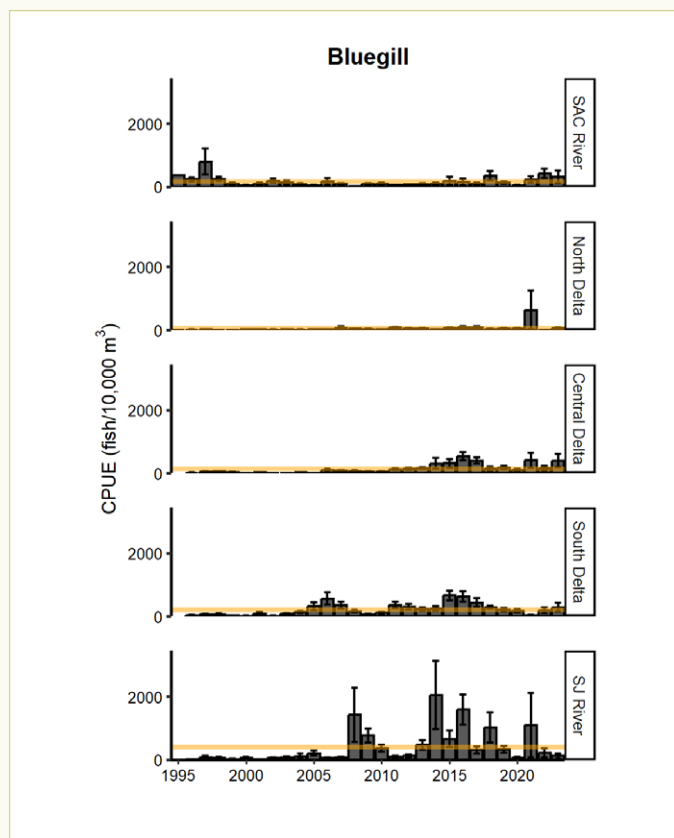 Bluegill
CPUE (fish/10,000 m³)
2000
0
SAC River
2000
0
North Delta
2000
0
Central Delta
2000
0
South Delta
2000
0
SJ River
1995 2000 2005 2010 2015 2020